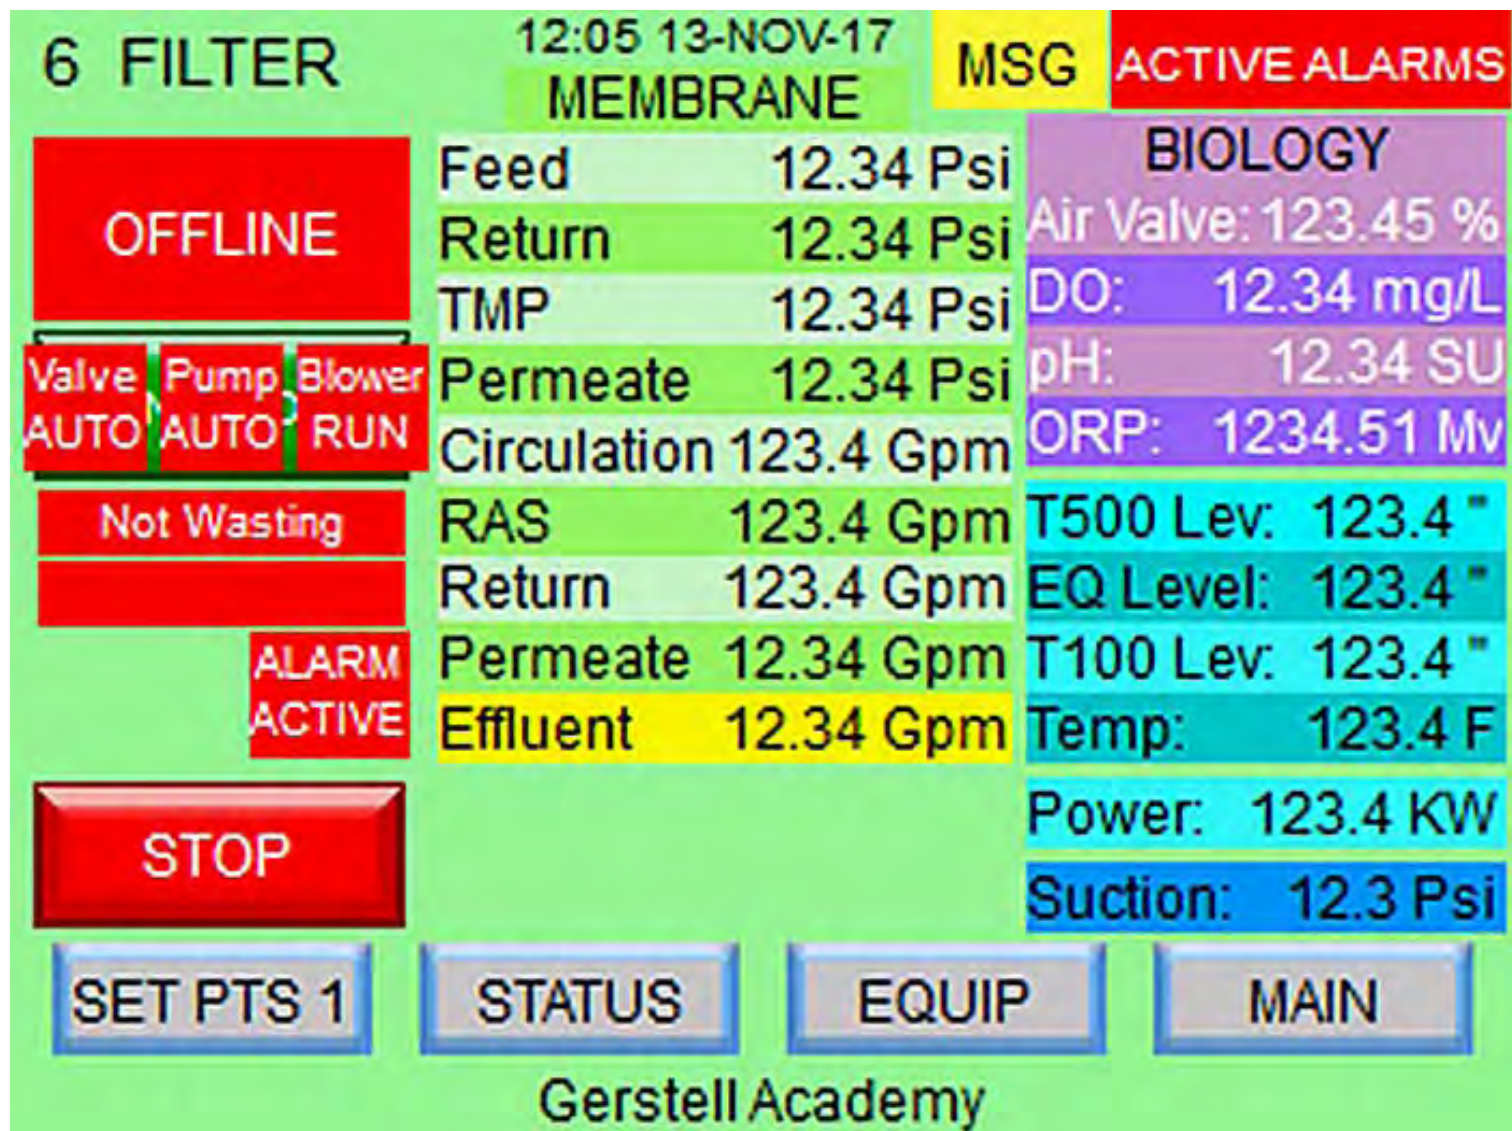 6 FILTER
12:05 13-NOV-17
MEMBRANE
MSG
ACTIVE ALARMS
OFFLINE
Valve AUTO
Pump AUTO
Blower RUN
Not Wasting
ALARM
ACTIVE
STOP
Feed 12.34 Psi
Return 12.34 Psi
TMP 12.34 Psi
Permeate 12.34 Psi
Circulation 123.4 Gpm
RAS 123.4 Gpm
Return 123.4 Gpm
Permeate 12.34 Gpm
Effluent 12.34 Gpm
BIOLOGY
Air Valve: 123.45 %
DO: 12.34 mg/L
pH: 12.34 SU
ORP: 1234.51 Mv
T500 Lev: 123.4 "
EQ Level: 123.4 "
T100 Lev: 123.4 "
Temp: 123.4 F
Power: 123.4 KW
Suction: 12.3 Psi
SET PTS 1
STATUS
EQUIP
MAIN
Gerstell Academy